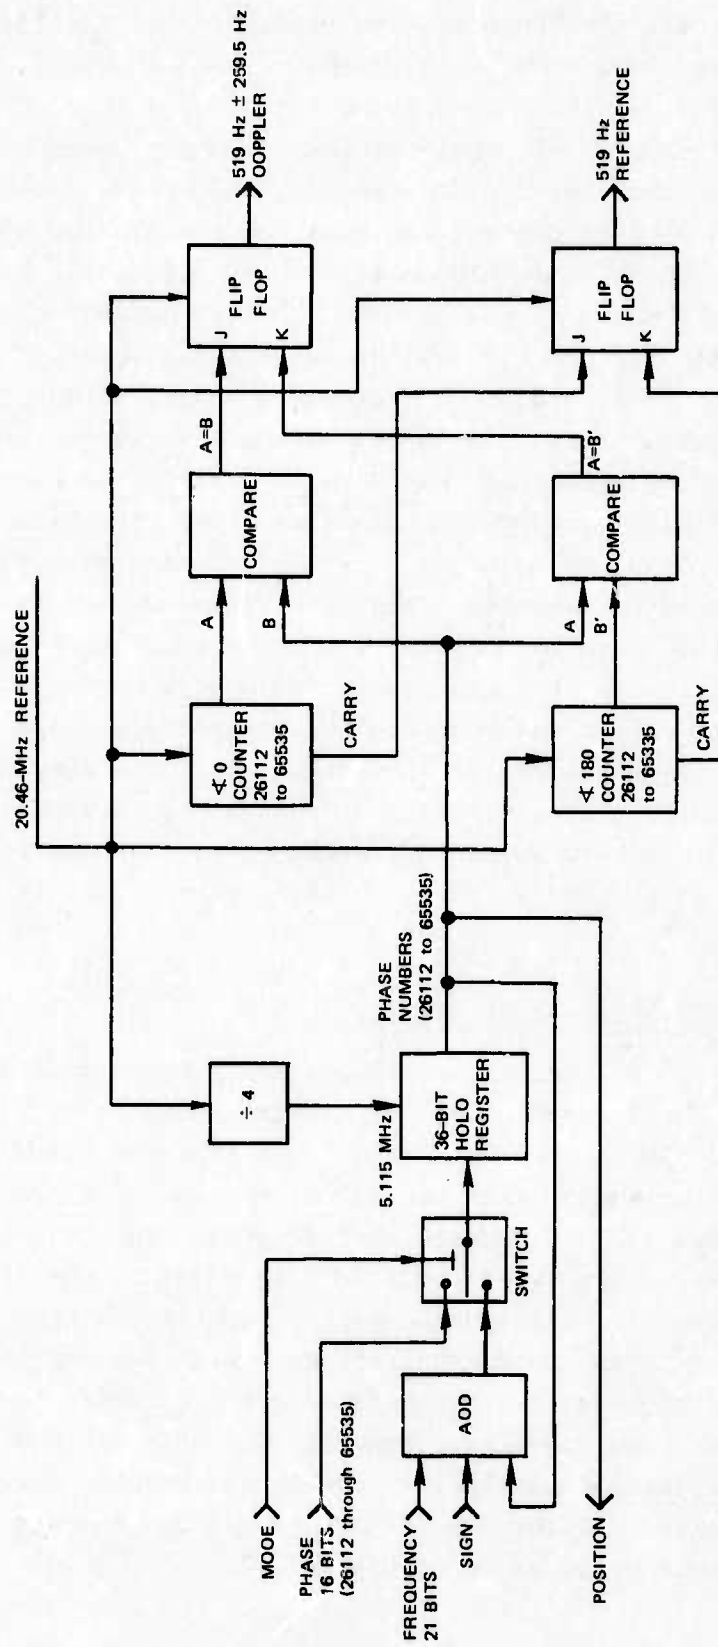 20.46-MHz REFERENCE
519 Hz ± 259.5 Hz
OOPPLER
FLIP
FLOP
J
K
A=B
COMPARE
A
B
∢ 0
COUNTER
26112
to 65535
CARRY
÷ 4
5.115 MHz
36-BIT
HOLO
REGISTER
PHASE
NUMBERS
(26112 to 65535)
519 Hz
REFERENCE
FLIP
FLOP
J
K
A=B'
COMPARE
A
B'
∢ 180
COUNTER
26112
to 65335
CARRY
MOOE
PHASE
16 BITS
(26112 through 65535)
SWITCH
AOD
FREQUENCY
21 BITS
SIGN
POSITION